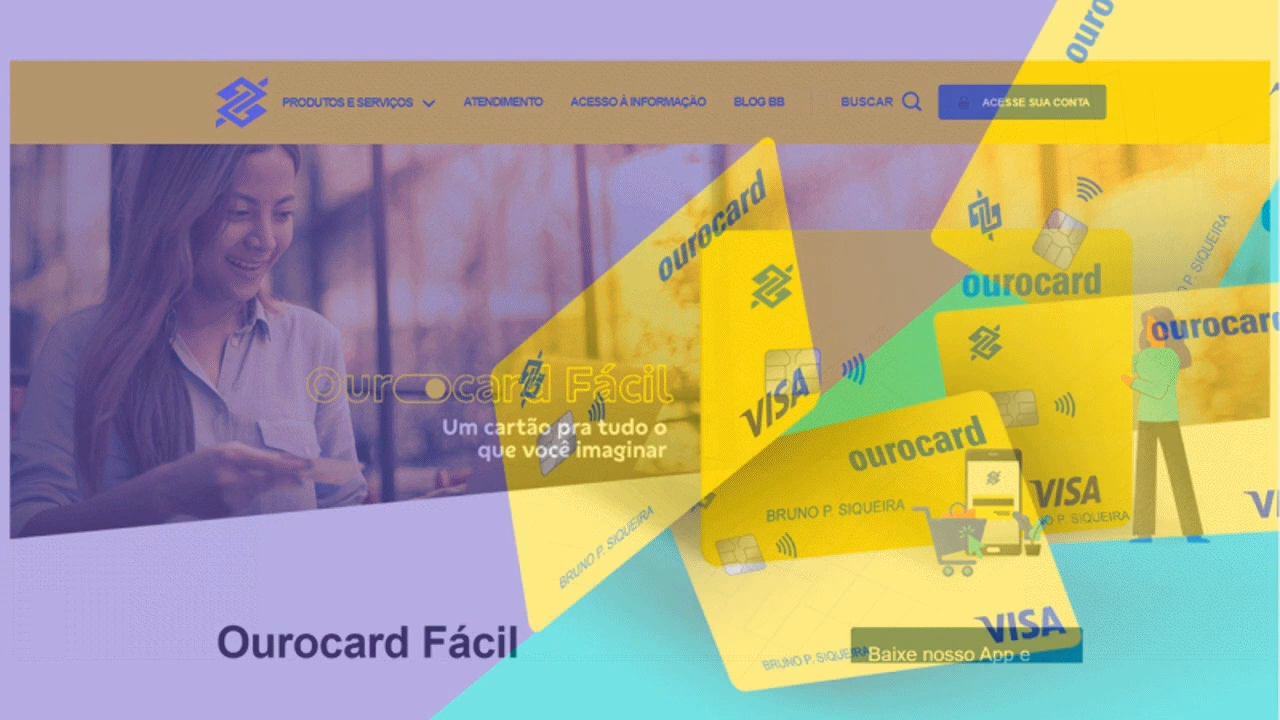 ouro
PRODUTOS E SERVIÇOS
ATENDIMENTO
ACESSO À INFORMAÇÃO
BLOG BB
BUSCAR
ACESSE SUA CONTA
ourocard
P. SIQUEIRA
ourocard
ourocard
Ourocard Fácil
VISA
Um cartão pra tudo o
que você imaginar
ourocard
VISA
BRUNO P. SIQUEIRA
P. SIQUEIRA
VI
BRUNO P. SIQUEIRA
Ourocard Fácil
VISA
BRUNO P. SIQUEIRA
Baixe nosso App e